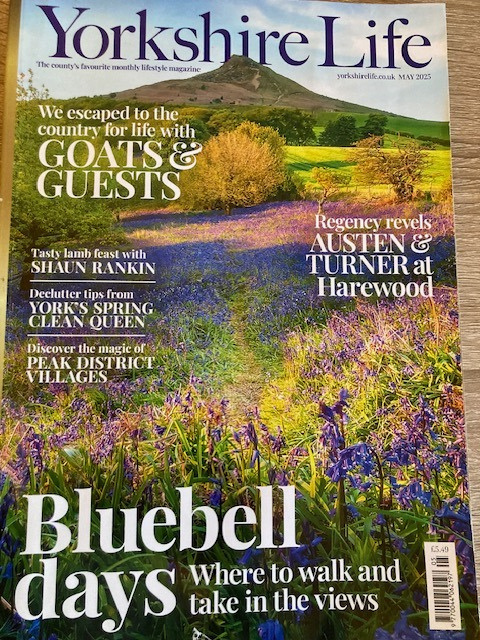 Yorkshire Life
The county's favourite monthly lifestyle magazine
yorkshirelife.co.uk MAY 2025
We escaped to the
country for life with
GOATS &
GUESTS
Regency revels
AUSTEN &
TURNER at
Harewood
Tasty lamb feast with
SHAUN RANKIN
Declutter tips from
YORK'S SPRING
CLEAN QUEEN
Discover the magic of
PEAK DISTRICT
VILLAGES
Bluebell
days
Where to walk and
take in the views
£5.49
05